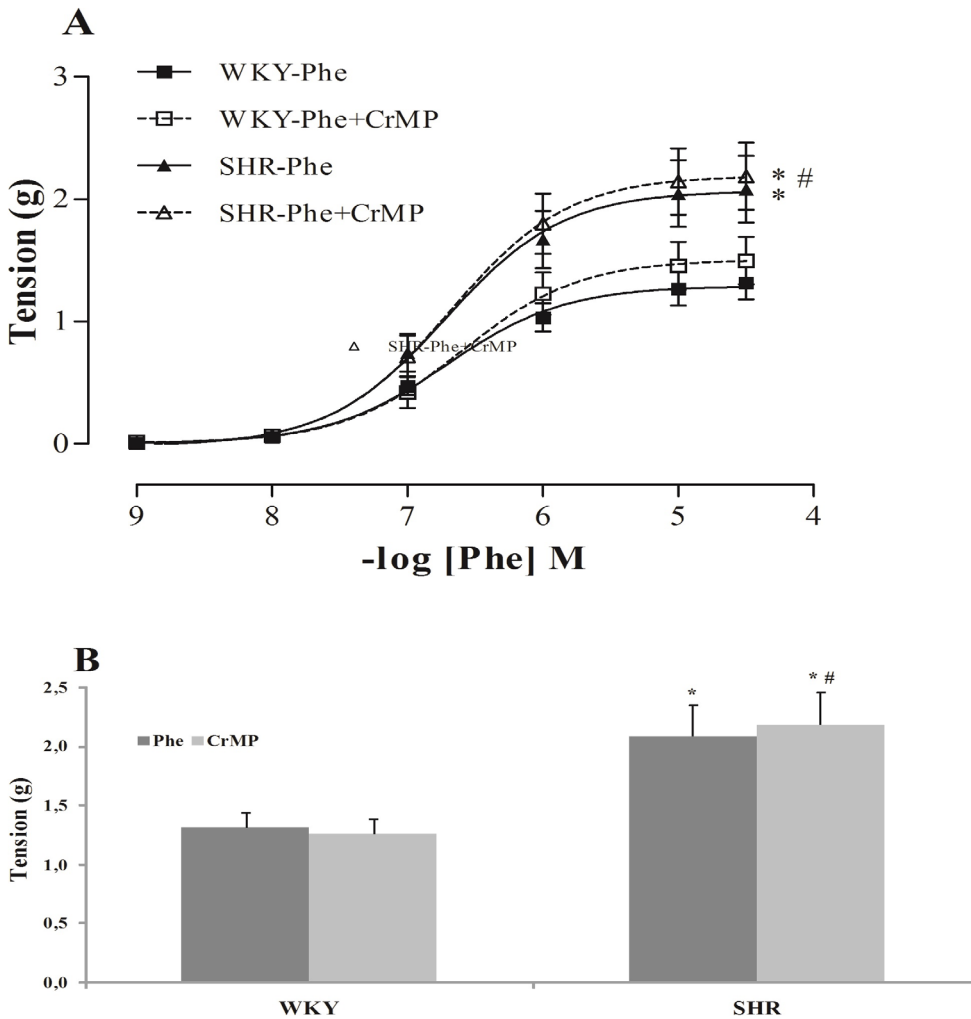 A
WKY-Phe
WKY-Phe+CrMP
SHR-Phe
SHR-Phe+CrMP
3
2
1
0
Tension (g)
* #
*
SHR-Phe+CrMP
9 8 7 6 5 4
-log [Phe] M
B
2,5
2,0
1,5
1,0
0,5
0,0
Tension (g)
Phe CrMP
*
* #
WKY SHR